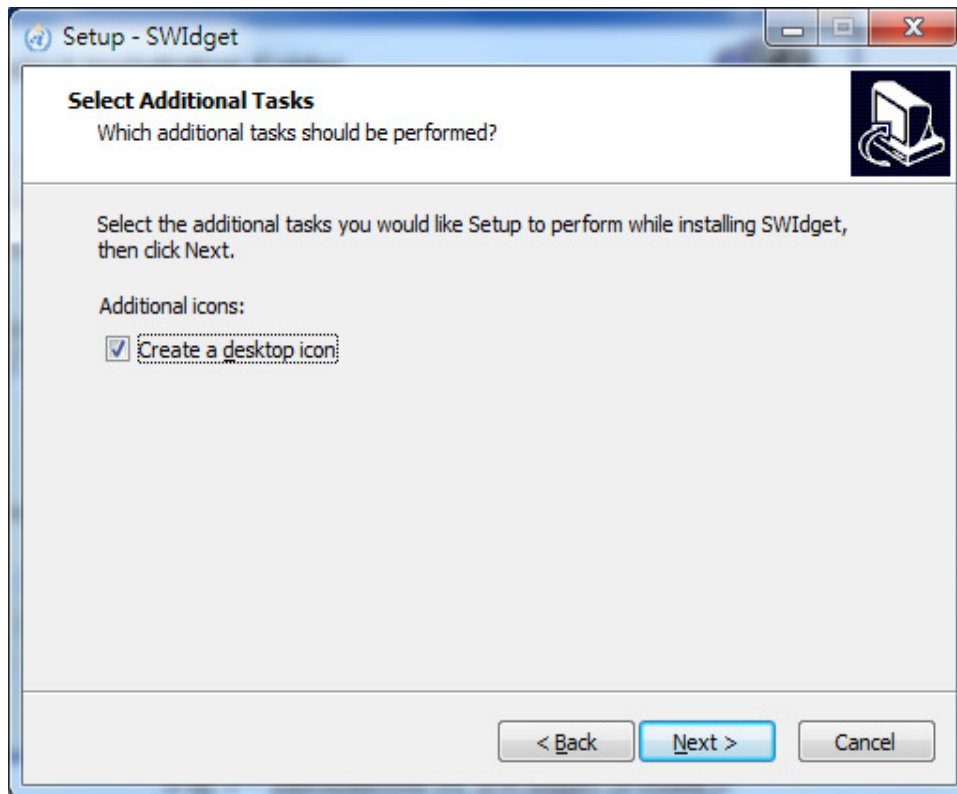 Setup - SWIdget
Select Additional Tasks
Which additional tasks should be performed?
Select the additional tasks you would like Setup to perform while installing SWIdget,
then click Next.
Additional icons:
Create a desktop icon
< Back
Next >
Cancel